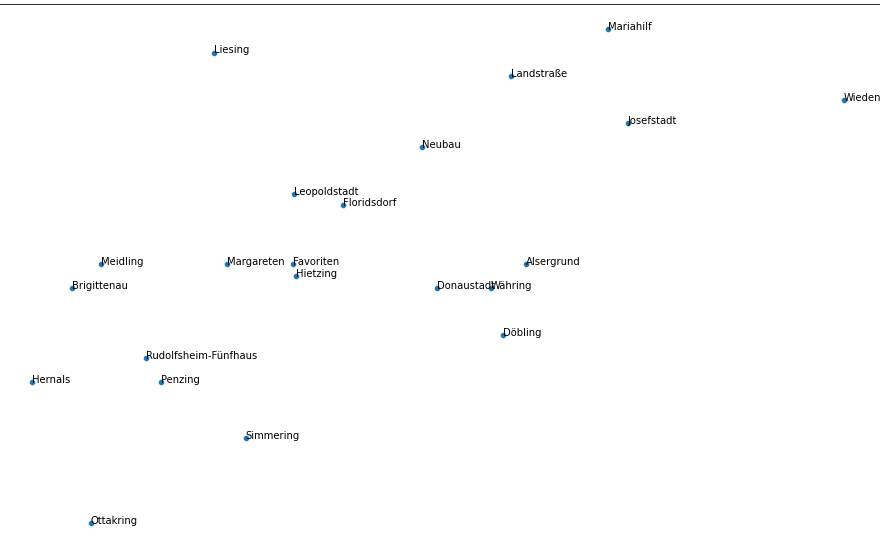 Mariahilf
Liesing
Landstraße
Wieden
Josefstadt
Neubau
Leopoldstadt
Floridsdorf
Meidling
Margareten
Favoriten
Alsergrund
Hietzing
Brigittenau
Donaustadt
Währing
Döbling
Rudolfsheim-Fünfhaus
Hernals
Penzing
Simmering
Ottakring